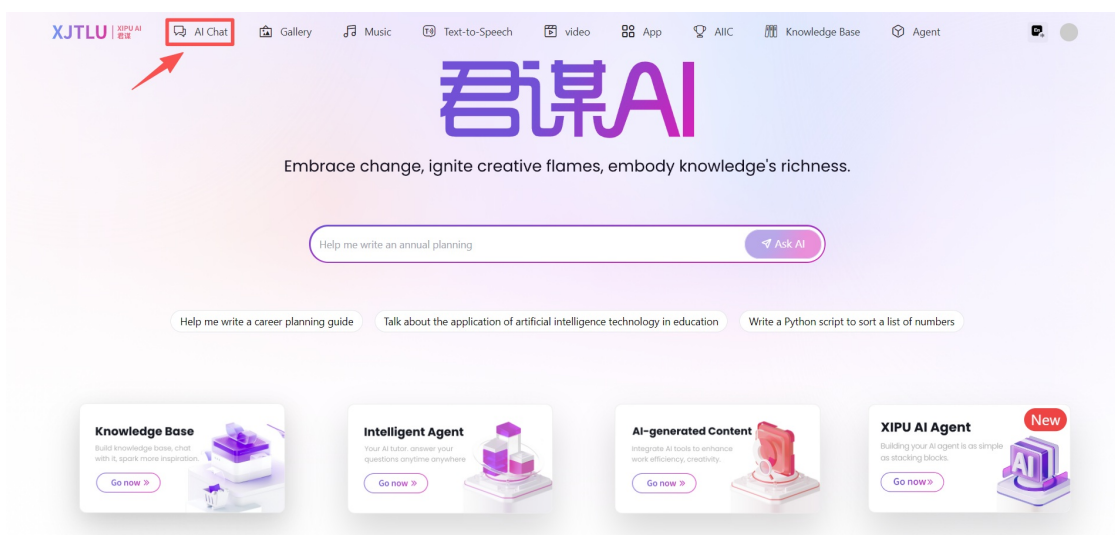 XJTLU XIPU AI 君谋
AI Chat
Gallery
Music
Text-to-Speech
video
App
AIIC
Knowledge Base
Agent
En
君谋AI
Embrace change, ignite creative flames, embody knowledge's richness.
Help me write an annual planning
Ask AI
Help me write a career planning guide
Talk about the application of artificial intelligence technology in education
Write a Python script to sort a list of numbers
Knowledge Base
Build knowledge base, chat
with it, spark more inspiration.
Go now »
Intelligent Agent
Your AI tutor. answer your
questions anytime anywhere
Go now »
AI-generated Content
Integrate AI tools to enhance
work efficiency, creativity..
Go now »
XIPU AI Agent
New
Building your AI agent is as simple
as stacking blocks.
Go now»
AI